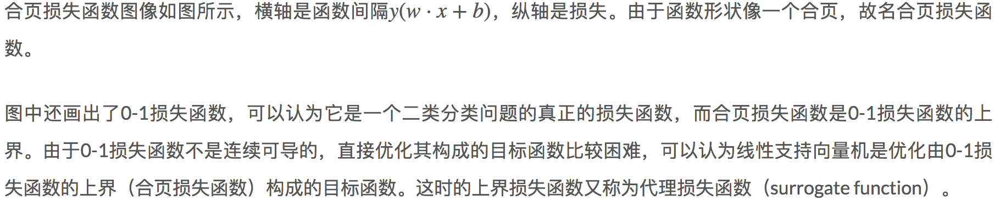 合页损失函数图像如图所示，横轴是函数间隔y(w · x + b)，纵轴是损失。由于函数形状像一个合页，故名合页损失函
数。
图中还画出了0-1损失函数，可以认为它是一个二类分类问题的真正的损失函数，而合页损失函数是0-1损失函数的上
界。由于0-1损失函数不是连续可导的，直接优化其构成的目标函数比较困难，可以认为线性支持向量机是优化由0-1损
失函数的上界（合页损失函数）构成的目标函数。这时的上界损失函数又称为代理损失函数（surrogate function）。